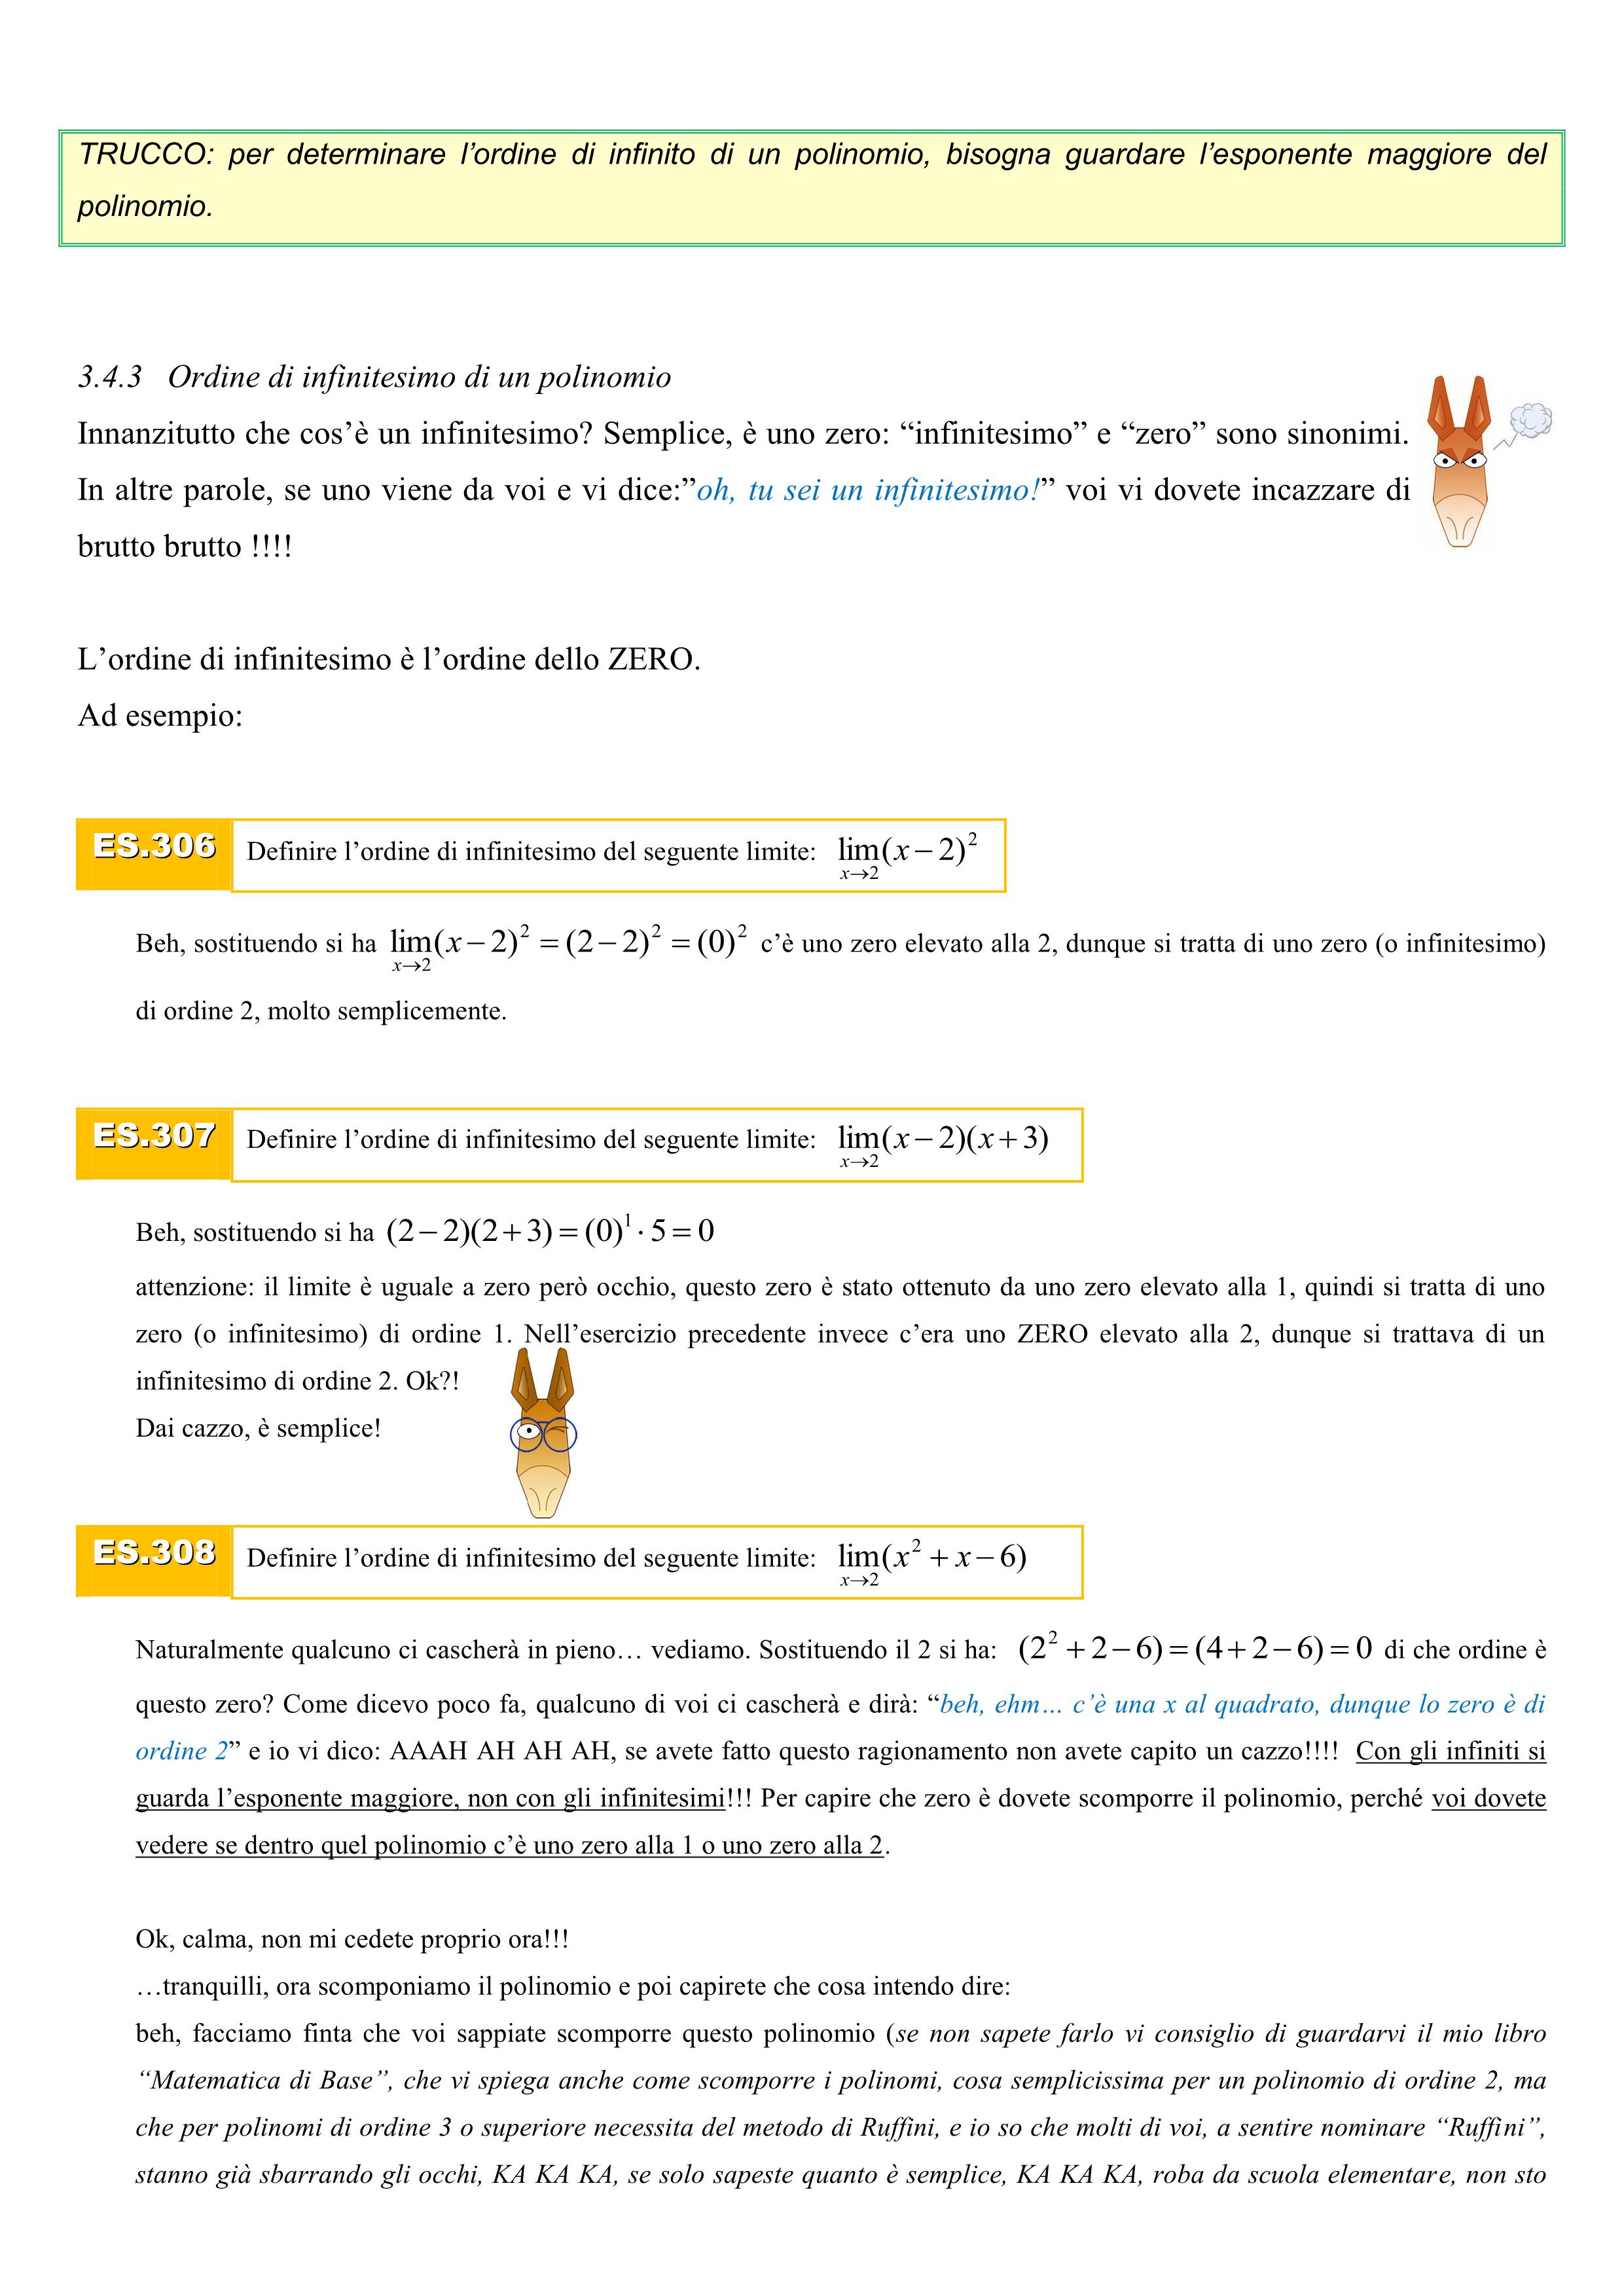 TRUCCO: per determinare l’ordine di infinito di un polinomio, bisogna guardare l’esponente maggiore del
polinomio.
3.4.3 Ordine di infinitesimo di un polinomio
Innanzitutto che cos’è un infinitesimo? Semplice, è uno zero: “infinitesimo” e “zero” sono sinonimi.
In altre parole, se uno viene da voi e vi dice:”oh, tu sei un infinitesimo!” voi vi dovete incazzare di
brutto brutto !!!!
L’ordine di infinitesimo è l’ordine dello ZERO.
Ad esempio:
ES.306 Definire l’ordine di infinitesimo del seguente limite: lim x→2 (x − 2)²
Beh, sostituendo si ha lim x→2 (x − 2)² = (2 − 2)² = (0)² c’è uno zero elevato alla 2, dunque si tratta di uno zero (o infinitesimo)
di ordine 2, molto semplicemente.
ES.307 Definire l’ordine di infinitesimo del seguente limite: lim x→2 (x − 2)(x + 3)
Beh, sostituendo si ha (2 − 2)(2 + 3) = (0)¹ · 5 = 0
attenzione: il limite è uguale a zero però occhio, questo zero è stato ottenuto da uno zero elevato alla 1, quindi si tratta di uno
zero (o infinitesimo) di ordine 1. Nell’esercizio precedente invece c’era uno ZERO elevato alla 2, dunque si trattava di un
infinitesimo di ordine 2. Ok?!
Dai cazzo, è semplice!
ES.308 Definire l’ordine di infinitesimo del seguente limite: lim x→2 (x² + x − 6)
Naturalmente qualcuno ci cascherà in pieno… vediamo. Sostituendo il 2 si ha: (2² + 2 − 6) = (4 + 2 − 6) = 0 di che ordine è
questo zero? Come dicevo poco fa, qualcuno di voi ci cascherà e dirà: “beh, ehm… c’è una x al quadrato, dunque lo zero è di
ordine 2” e io vi dico: AAAH AH AH AH, se avete fatto questo ragionamento non avete capito un cazzo!!!! Con gli infiniti si
guarda l’esponente maggiore, non con gli infinitesimi!!! Per capire che zero è dovete scomporre il polinomio, perché voi dovete
vedere se dentro quel polinomio c’è uno zero alla 1 o uno zero alla 2.
Ok, calma, non mi cedete proprio ora!!!
…tranquilli, ora scomponiamo il polinomio e poi capirete che cosa intendo dire:
beh, facciamo finta che voi sappiate scomporre questo polinomio (se non sapete farlo vi consiglio di guardarvi il mio libro
“Matematica di Base”, che vi spiega anche come scomporre i polinomi, cosa semplicissima per un polinomio di ordine 2, ma
che per polinomi di ordine 3 o superiore necessita del metodo di Ruffini, e io so che molti di voi, a sentire nominare “Ruffini”,
stanno già sbarrando gli occhi, KA KA KA, se solo sapeste quanto è semplice, KA KA KA, roba da scuola elementare, non sto